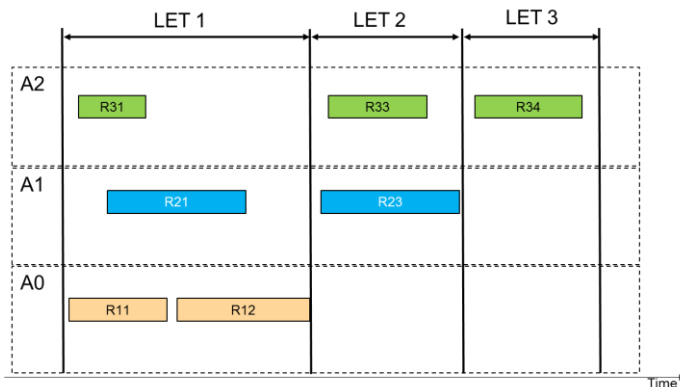 LET 1 LET 2 LET 3
A2
R31 R33 R34
A1
R21 R23
A0
R11 R12
Time